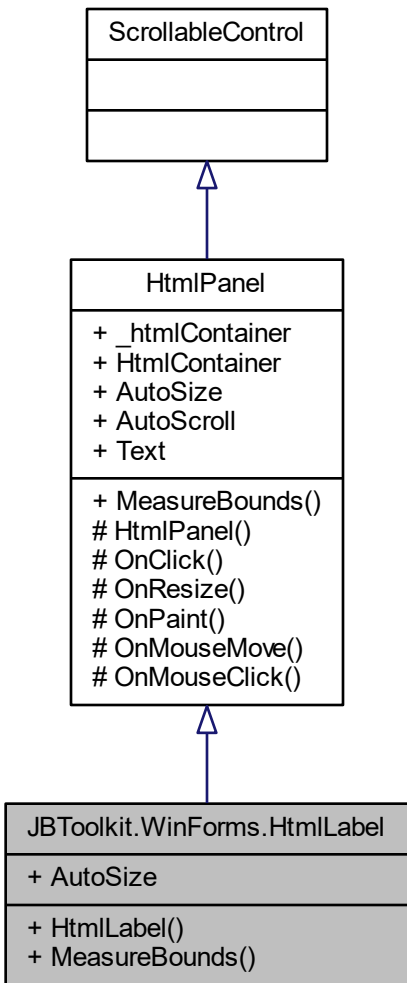 ScrollableControl
HtmlPanel
+ _htmlContainer
+ HtmlContainer
+ AutoSize
+ AutoScroll
+ Text
+ MeasureBounds()
# HtmlPanel()
# OnClick()
# OnResize()
# OnPaint()
# OnMouseMove()
# OnMouseClick()
JBToolkit.WinForms.HtmlLabel
+ AutoSize
+ HtmlLabel()
+ MeasureBounds()